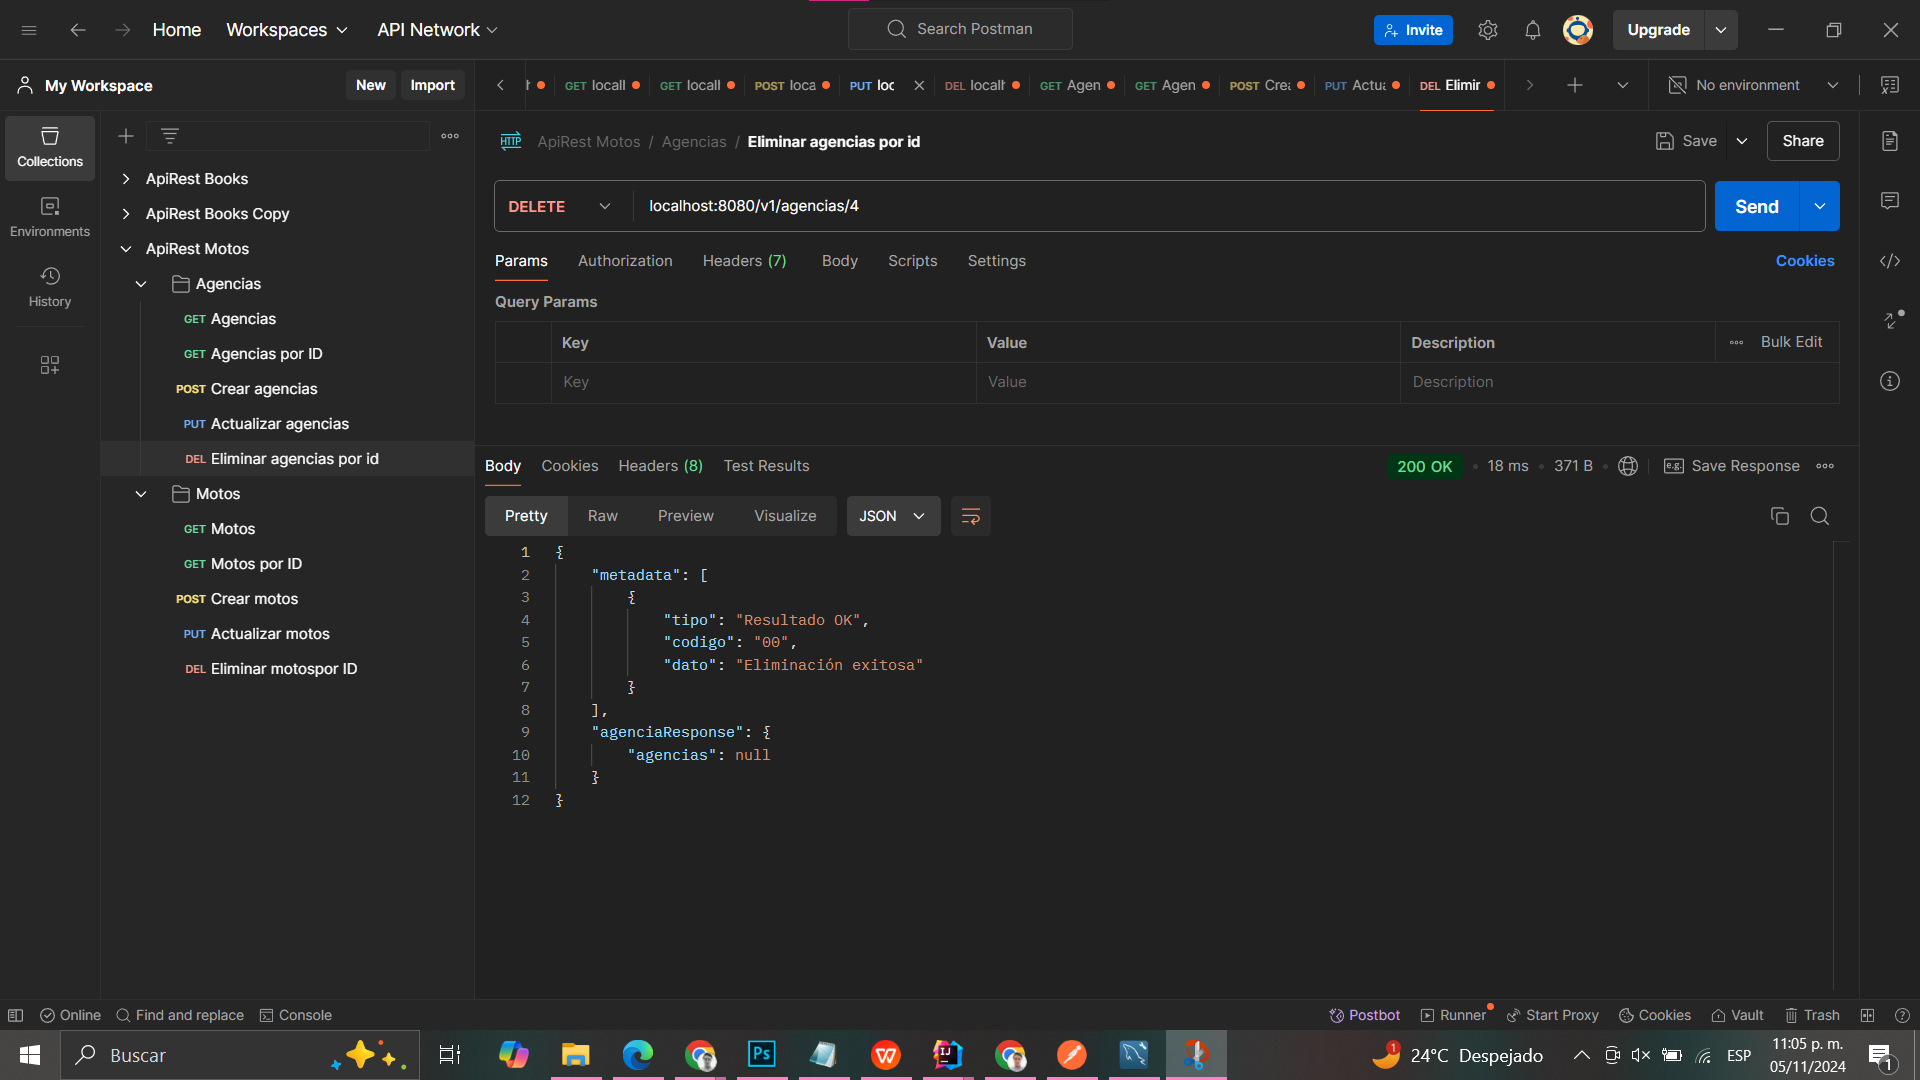 Home Workspaces API Network Search Postman Invite Upgrade
My Workspace New Import GET locall GET locall POST loca PUT loc DEL localh GET Agen GET Agen POST Cre PUT Actua DEL Elimir No environment
Collections
Environments
History
ApiRest Books
ApiRest Books Copy
ApiRest Motos
Agencias
GET Agencias
GET Agencias por ID
POST Crear agencias
PUT Actualizar agencias
DEL Eliminar agencias por id
Motos
GET Motos
GET Motos por ID
POST Crear motos
PUT Actualizar motos
DEL Eliminar motospor ID
HTTP ApiRest Motos / Agencias / Eliminar agencias por id Save Share
DELETE localhost:8080/v1/agencias/4 Send
Params Authorization Headers (7) Body Scripts Settings Cookies
Query Params
Key Value Description Bulk Edit
Key Value Description
Body Cookies Headers (8) Test Results 200 OK 18 ms 371 B e.g. Save Response
Pretty Raw Preview Visualize JSON
1 {
2 "metadata": [
3 {
4 "tipo": "Resultado OK",
5 "codigo": "00",
6 "dato": "Eliminación exitosa"
7 }
8 ],
9 "agenciaResponse": {
10 "agencias": null
11 }
12 }
Online Find and replace Console Postbot Runner Start Proxy Cookies Vault Trash
Buscar Ps W IJ 1 24°C Despejado ESP 11:05 p. m.
05/11/2024 1